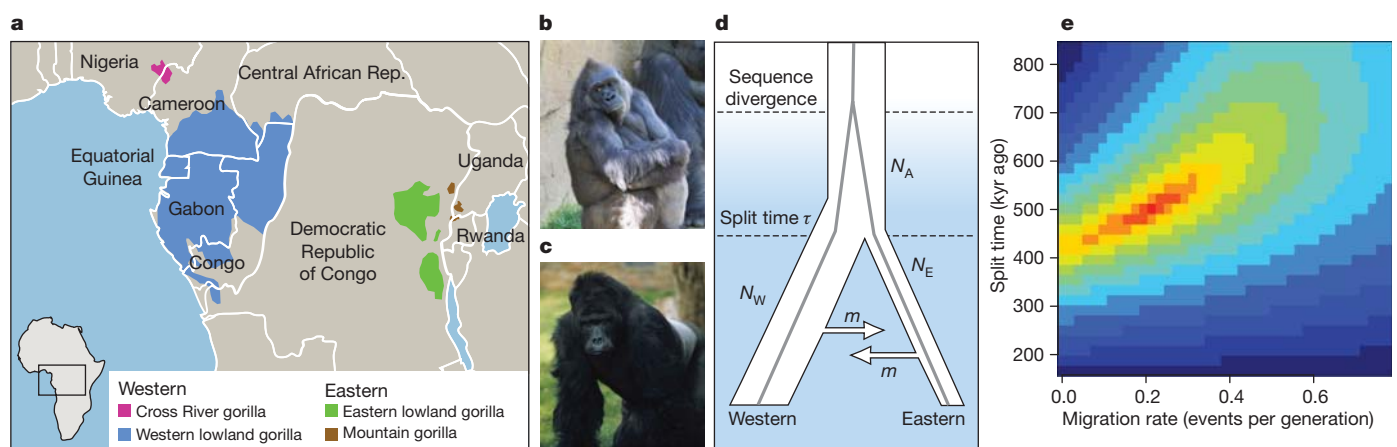 a
Nigeria
Central African Rep.
Cameroon
Equatorial
Guinea
Gabon
Congo
Democratic
Republic
of Congo
Uganda
Rwanda
Western
Cross River gorilla
Western lowland gorilla
Eastern
Eastern lowland gorilla
Mountain gorilla
b
c
d
Sequence
divergence
N_A
Split time τ
N_W
N_E
m
m
Western
Eastern
e
Split time (kyr ago)
800
700
600
500
400
300
200
0.0
0.2
0.4
0.6
Migration rate (events per generation)